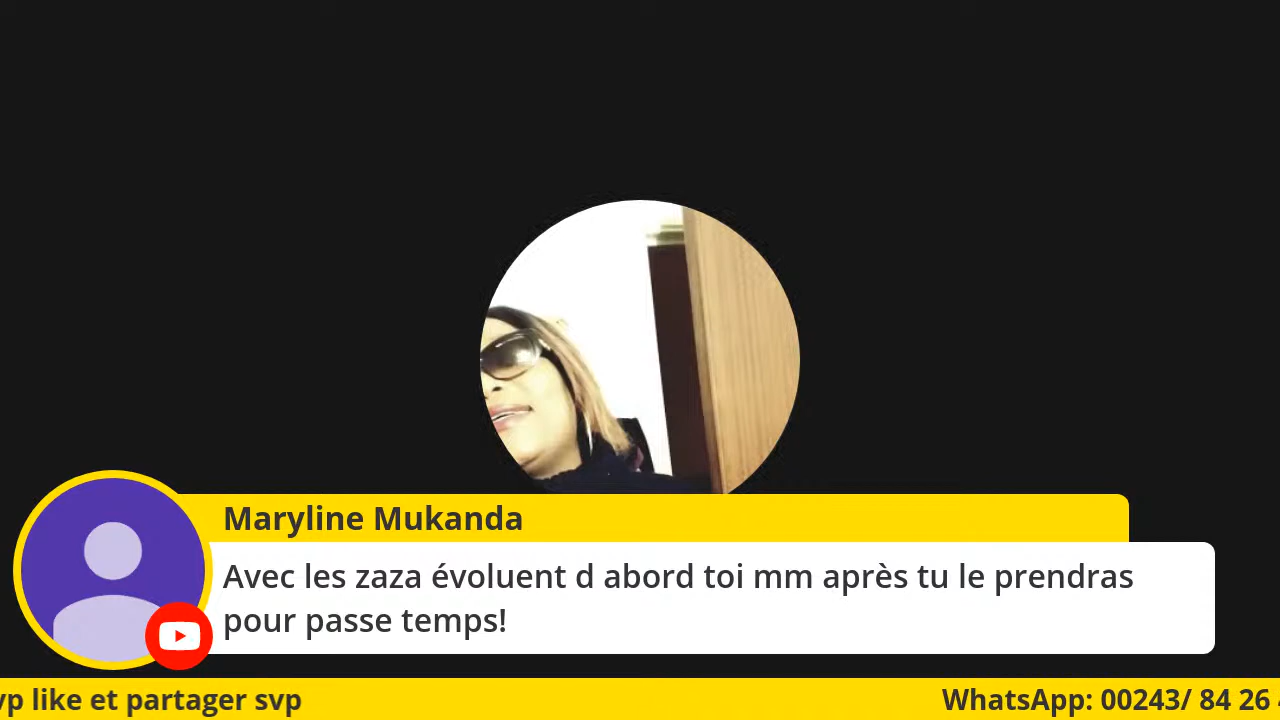 Maryline Mukanda
Avec les zaza évoluent d abord toi mm après tu le prendras
pour passe temps!
vp like et partager svp
WhatsApp: 00243/ 84 26